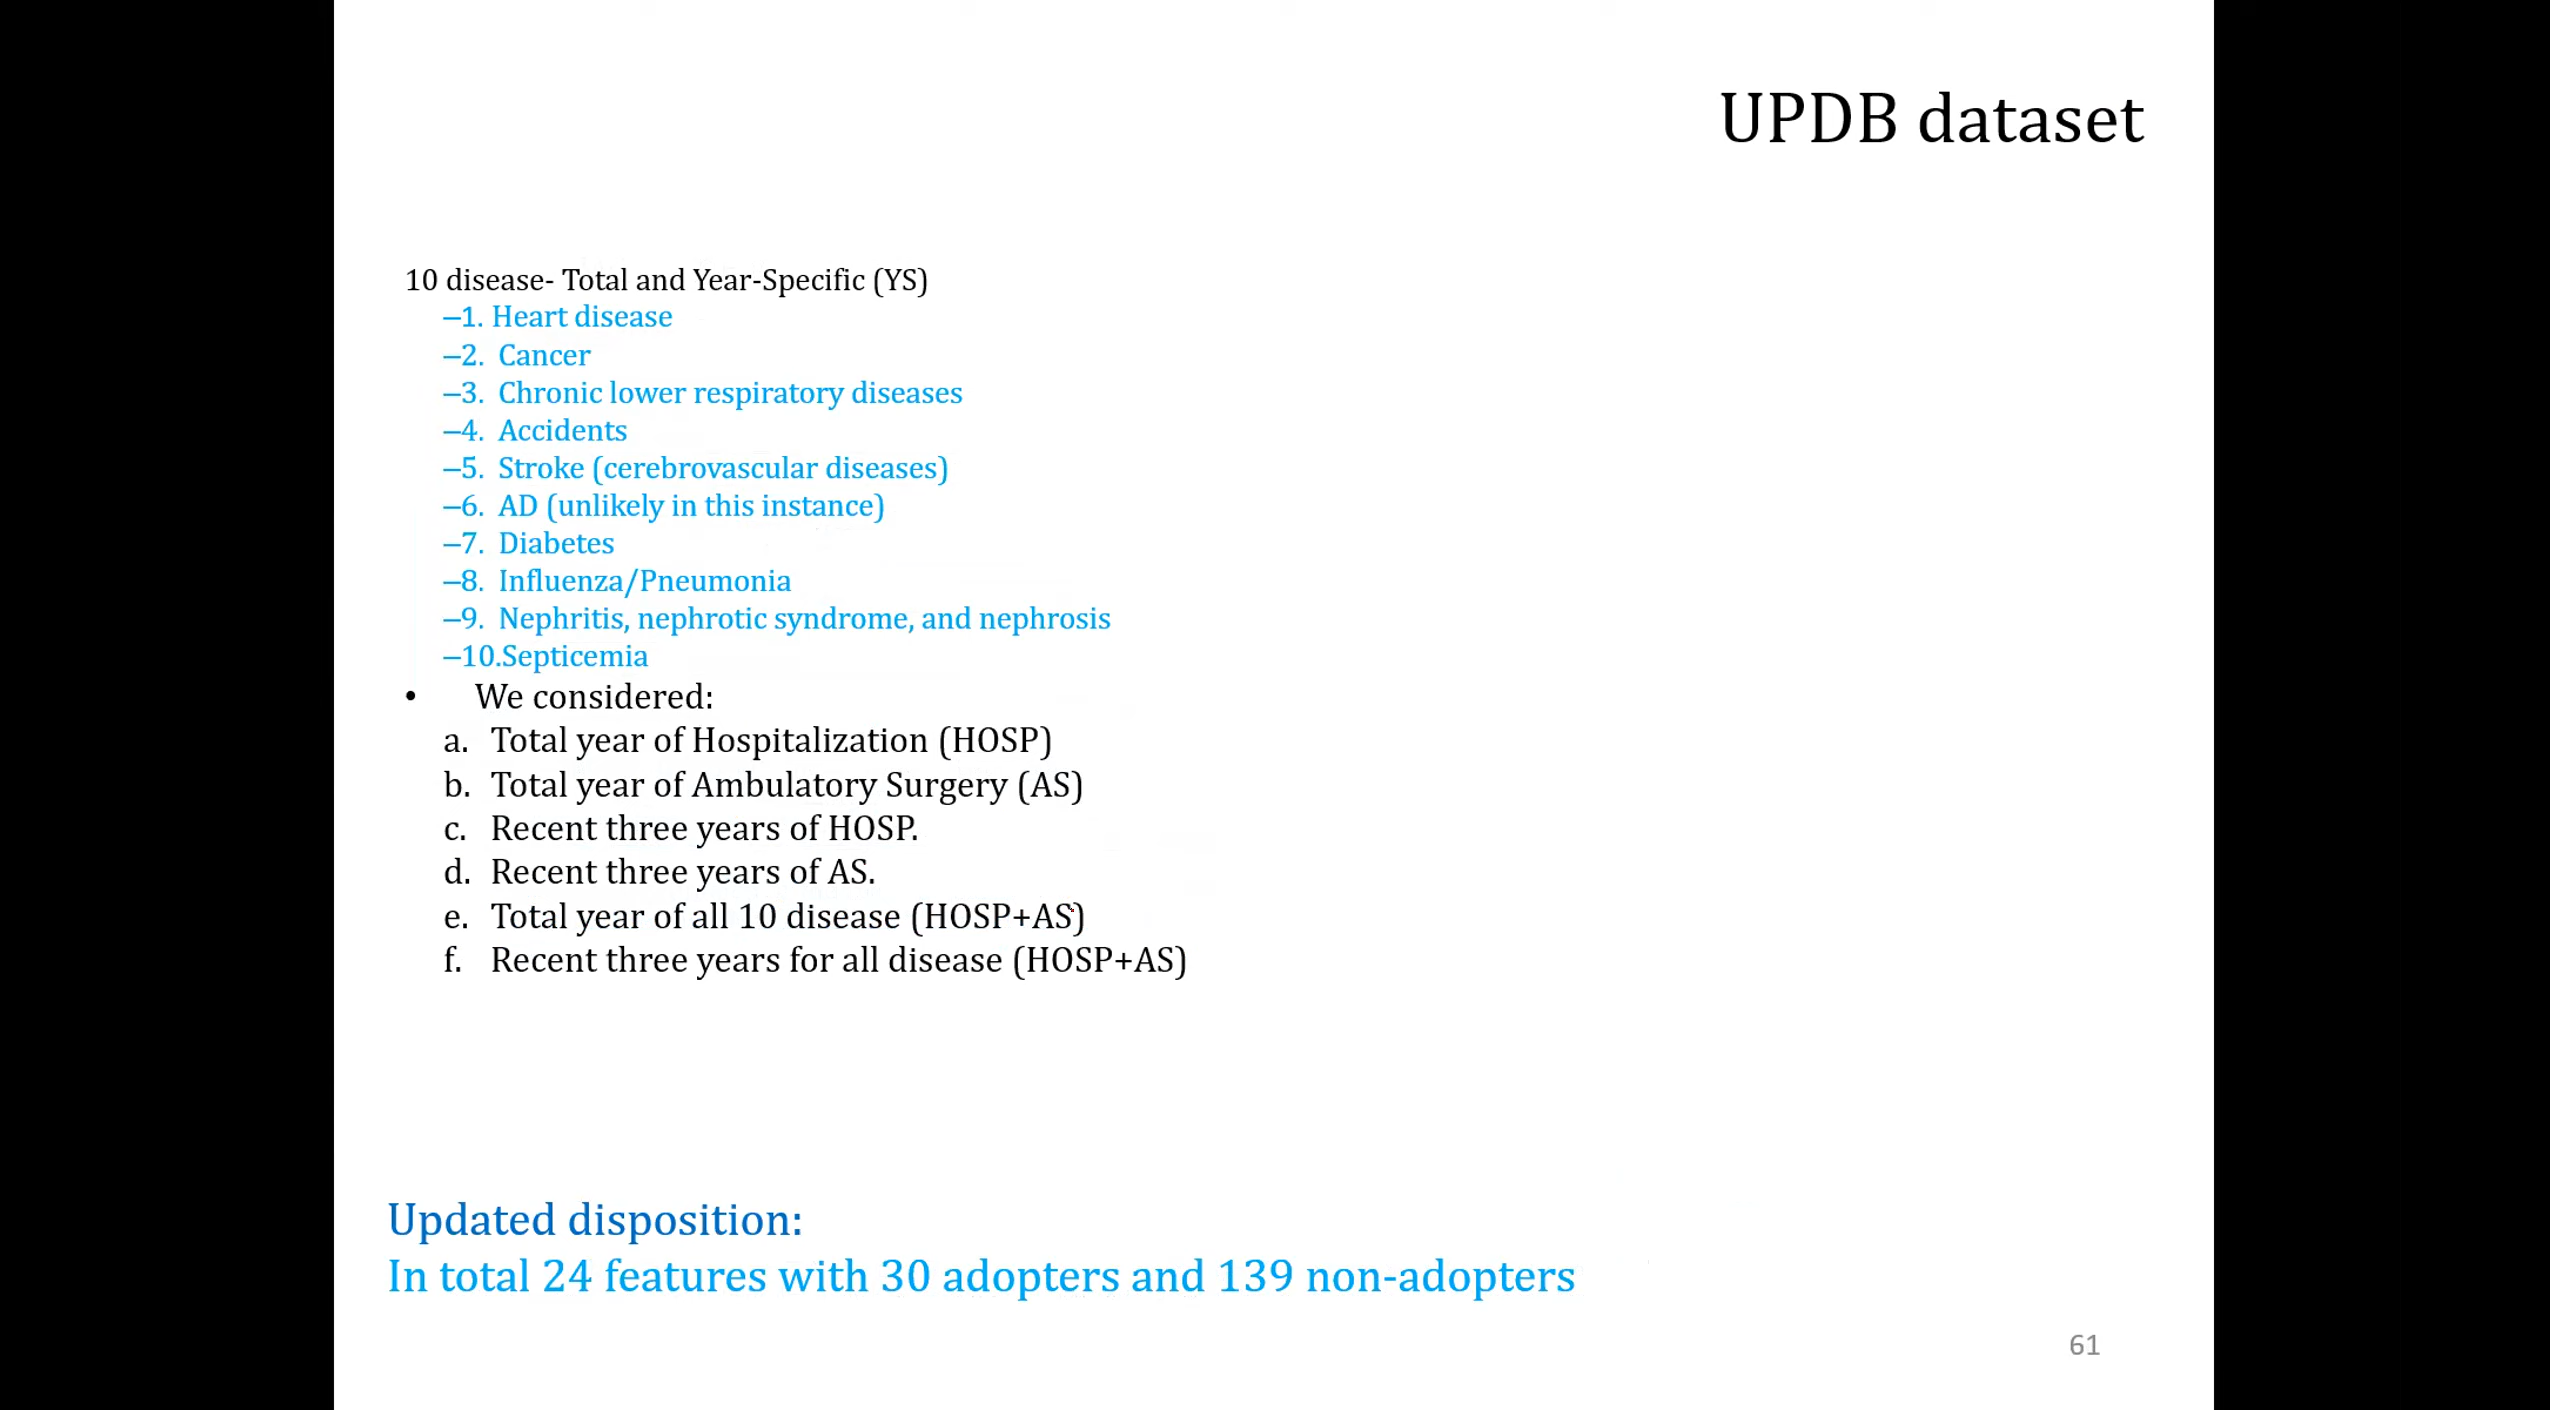 UPDB dataset
10 disease- Total and Year-Specific (YS)
–1. Heart disease
–2. Cancer
–3. Chronic lower respiratory diseases
–4. Accidents
–5. Stroke (cerebrovascular diseases)
–6. AD (unlikely in this instance)
–7. Diabetes
–8. Influenza/Pneumonia
–9. Nephritis, nephrotic syndrome, and nephrosis
–10.Septicemia
• We considered:
a. Total year of Hospitalization (HOSP)
b. Total year of Ambulatory Surgery (AS)
c. Recent three years of HOSP.
d. Recent three years of AS.
e. Total year of all 10 disease (HOSP+AS)
f. Recent three years for all disease (HOSP+AS)
Updated disposition:
In total 24 features with 30 adopters and 139 non-adopters
61